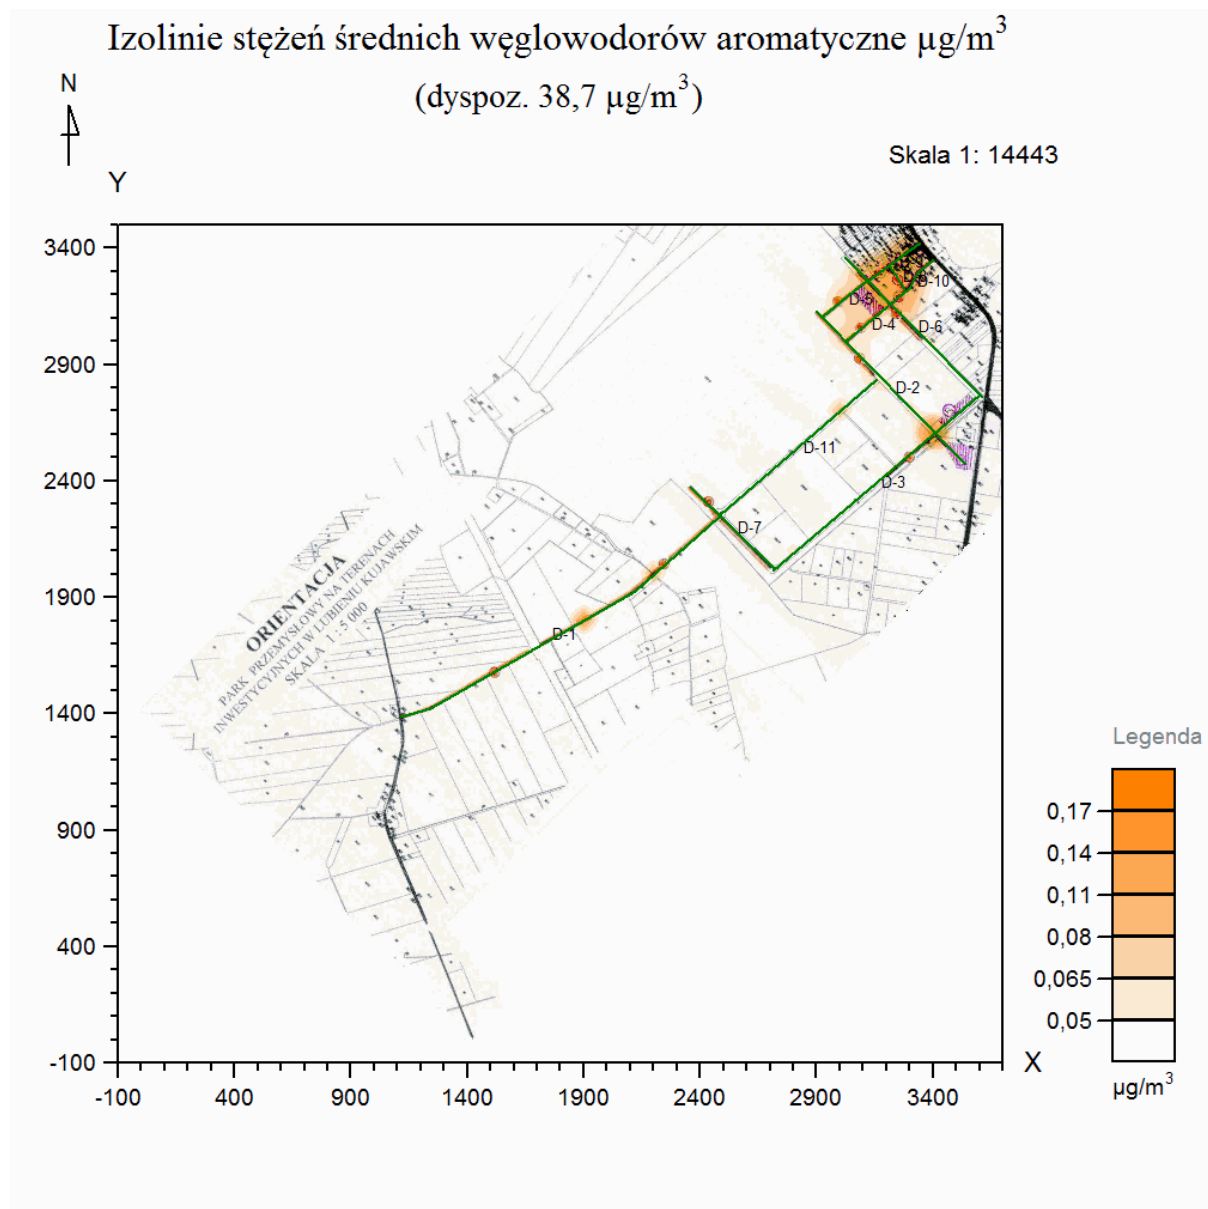 Izolinie stężeń średnich węglowodorów aromatyczne µg/m³
(dyspoz. 38,7 µg/m³)
N
Skala 1: 14443
Y
3400
2900
2400
1900
1400
900
400
-100
D-10
D-5
D-4
D-6
D-2
D-11
D-3
D-7
D-1
ORIENTACJA
PARK PRZEMYSŁOWY NA TERENACH
INWESTYCYJNYCH W LUBIENIU KUJAWSKIM
SKALA 1:5 000
X
-100
400
900
1400
1900
2400
2900
3400
Legenda
0,17
0,14
0,11
0,08
0,065
0,05
µg/m³